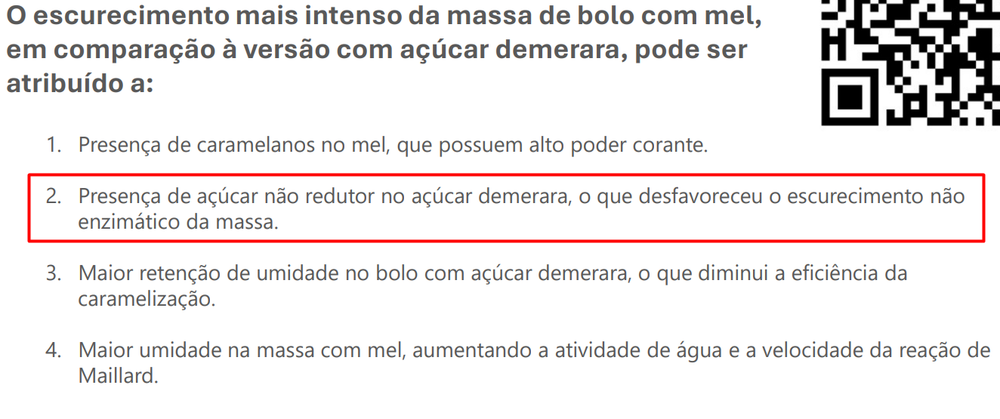 O escurecimento mais intenso da massa de bolo com mel,
em comparação à versão com açúcar demerara, pode ser
atribuído a:
1. Presença de caramelanos no mel, que possuem alto poder corante.
2. Presença de açúcar não redutor no açúcar demerara, o que desfavoreceu o escurecimento não
enzimático da massa.
3. Maior retenção de umidade no bolo com açúcar demerara, o que diminui a eficiência da
caramelização.
4. Maior umidade na massa com mel, aumentando a atividade de água e a velocidade da reação de
Maillard.